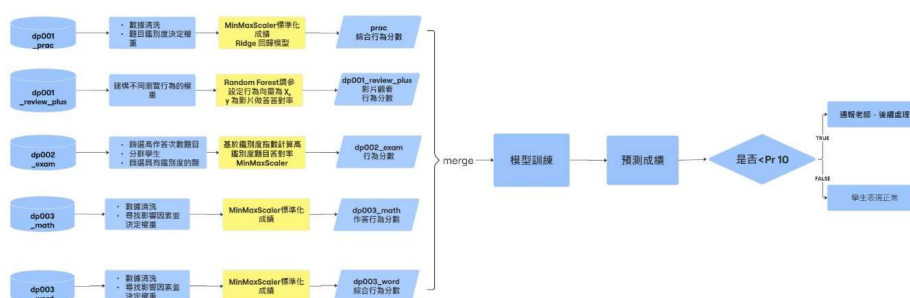 dp001
_prac
• 數據清洗
• 題目鑑別度決定權
重
MinMaxScaler標準化
成績
Ridge 回歸模型
prac
綜合行為分數
dp001
_review_plus
建構不同瀏覽行為的權
重
Random Forest調參
設定行為向量為 X,
y 為影片做答答對率
dp001_review_plus
影片觀看
行為分數
dp002
_exam
• 篩選高作答次數題目
• 分群學生
• 篩選具有鑑別度的題
基於鑑別度指數計算高
鑑別度題目答對率
MinMaxScaler
dp002_exam
行為分數
dp003
_math
• 數據清洗
• 尋找影響因素並
決定權重
MinMaxScaler標準化
成績
dp003_math
作答行為分數
dp003
_word
• 數據清洗
• 尋找影響因素並
決定權重
MinMaxScaler標準化
成績
dp003_word
綜合行為分數
merge
模型訓練
預測成績
是否<Pr 10
TRUE
通報老師,後續處理
FALSE
學生表現正常